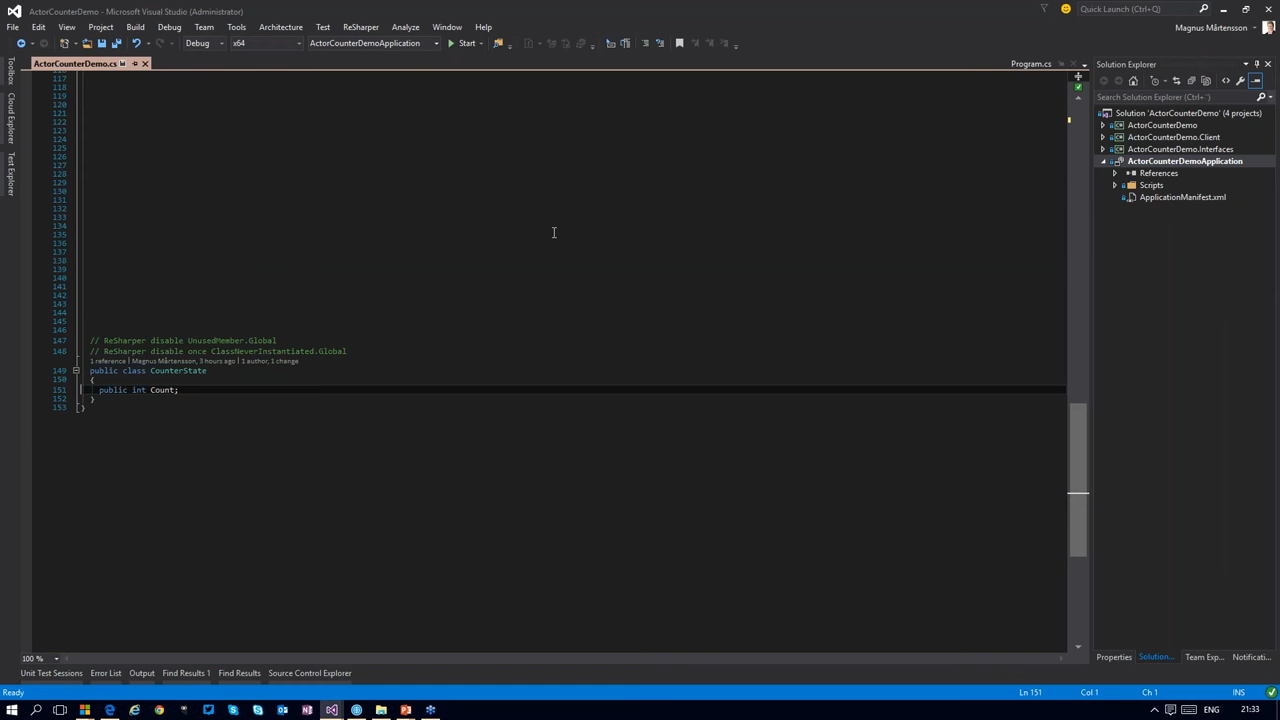 ActorCounterDemo - Microsoft Visual Studio (Administrator)
Quick Launch (Ctrl+Q)
File Edit View Project Build Debug Team Tools Architecture Test ReSharper Analyze Window Help
Magnus Mårtensson
Debug x64 ActorCounterDemoApplication Start
ActorCounterDemo.cs
Program.cs
Solution Explorer
Toolbox
Cloud Explorer
Test Explorer
Search Solution Explorer (Ctrl+')
Solution 'ActorCounterDemo' (4 projects)
ActorCounterDemo
ActorCounterDemo.Client
ActorCounterDemo.Interfaces
ActorCounterDemoApplication
References
Scripts
ApplicationManifest.xml
117
118
119
120
121
122
123
124
125
126
127
128
129
130
131
132
133
134
135
136
137
138
139
140
141
142
143
144
145
146
147 // ReSharper disable UnusedMember.Global
148 // ReSharper disable once ClassNeverInstantiated.Global
1 reference | Magnus Mårtensson, 3 hours ago | 1 author, 1 change
149 public class CounterState
150 {
151 public int Count;
152 }
153 }
100 %
Properties Solution... Team Exp... Notificati...
Unit Test Sessions Error List Output Find Results 1 Find Results Source Control Explorer
Ready Ln 151 Col 1 Ch 1 INS
ENG 21:33